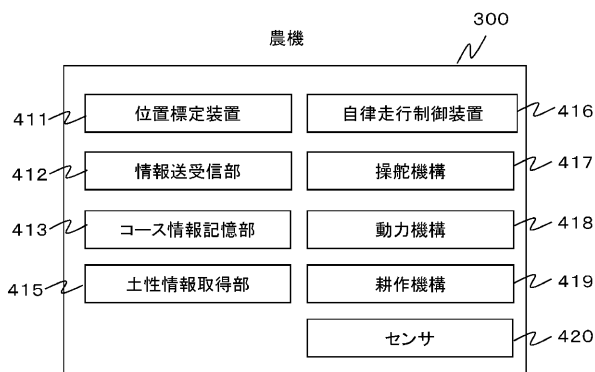 農機
300
411
位置標定装置
自律走行制御装置
416
412
情報送受信部
操舵機構
417
413
コース情報記憶部
動力機構
418
415
土性情報取得部
耕作機構
419
センサ
420